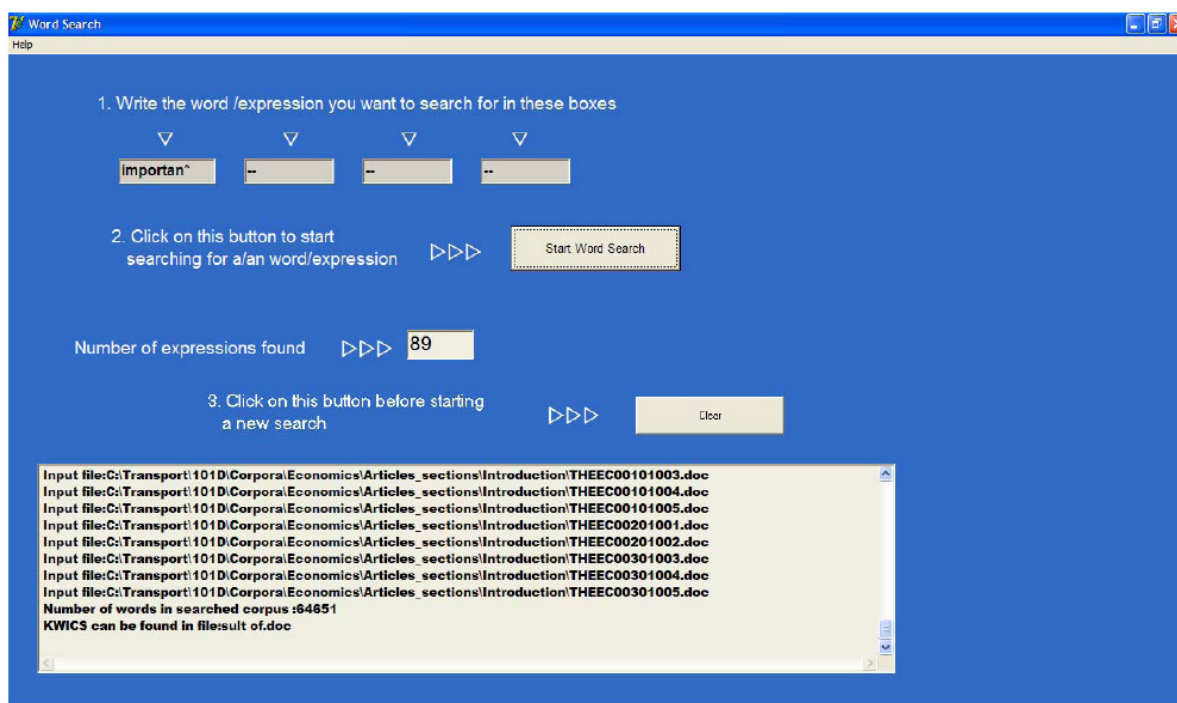 Word Search
Help
1. Write the word /expression you want to search for in these boxes
importan^ -- -- --
2. Click on this button to start
searching for a/an word/expression
Start Word Search
Number of expressions found
89
3. Click on this button before starting
a new search
Clear
Input file:C:\Transport\101D\Corpora\Economics\Articles_sections\Introduction\THEEC00101003.doc
Input file:C:\Transport\101D\Corpora\Economics\Articles_sections\Introduction\THEEC00101004.doc
Input file:C:\Transport\101D\Corpora\Economics\Articles_sections\Introduction\THEEC00101005.doc
Input file:C:\Transport\101D\Corpora\Economics\Articles_sections\Introduction\THEEC00201001.doc
Input file:C:\Transport\101D\Corpora\Economics\Articles_sections\Introduction\THEEC00201002.doc
Input file:C:\Transport\101D\Corpora\Economics\Articles_sections\Introduction\THEEC00301003.doc
Input file:C:\Transport\101D\Corpora\Economics\Articles_sections\Introduction\THEEC00301004.doc
Input file:C:\Transport\101D\Corpora\Economics\Articles_sections\Introduction\THEEC00301005.doc
Number of words in searched corpus :64651
KWICS can be found in file:sult of.doc